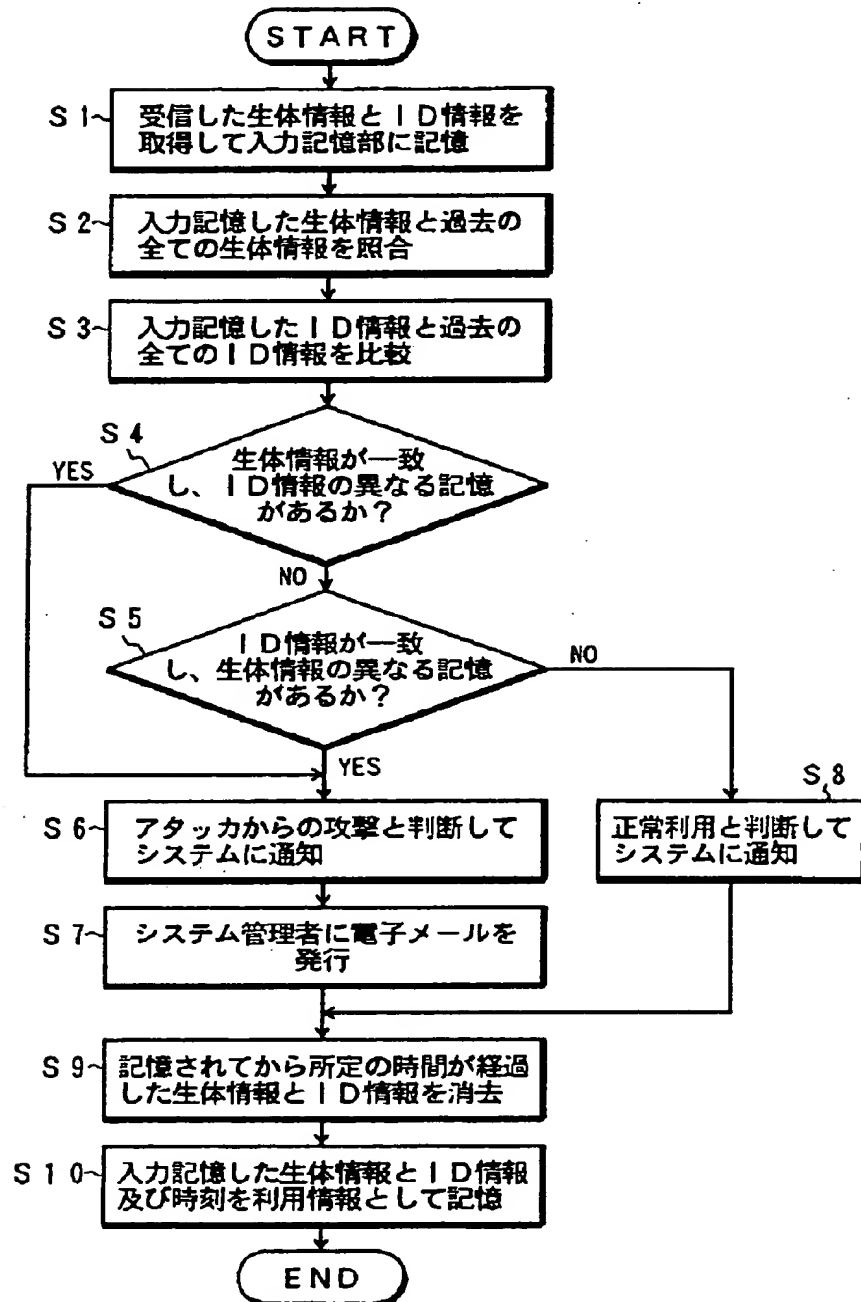 START
S1
受信した生体情報とID情報を
取得して入力記憶部に記憶
S2
入力記憶した生体情報と過去の
全ての生体情報を照合
S3
入力記憶したID情報と過去の
全てのID情報を比較
S4
生体情報が一致
し、ID情報の異なる記憶
があるか?
YES
NO
S5
ID情報が一致
し、生体情報の異なる記憶
があるか?
NO
YES
S6
アタッカからの攻撃と判断して
システムに通知
S8
正常利用と判断して
システムに通知
S7
システム管理者に電子メールを
発行
S9
記憶されてから所定の時間が経過
した生体情報とID情報を消去
S10
入力記憶した生体情報とID情報
及び時刻を利用情報として記憶
END